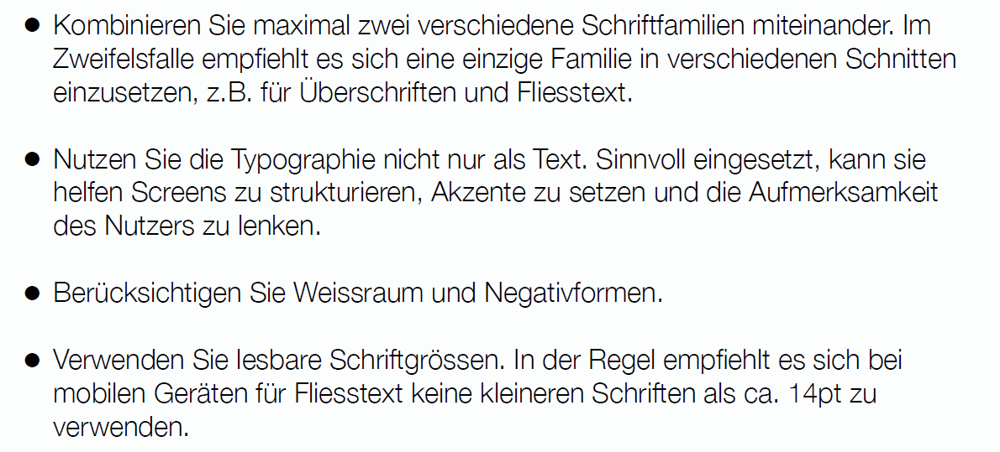 ● Kombinieren Sie maximal zwei verschiedene Schriftfamilien miteinander. Im
Zweifelsfalle empfiehlt es sich eine einzige Familie in verschiedenen Schnitten
einzusetzen, z.B. für Überschriften und Fliesstext.
● Nutzen Sie die Typographie nicht nur als Text. Sinnvoll eingesetzt, kann sie
helfen Screens zu strukturieren, Akzente zu setzen und die Aufmerksamkeit
des Nutzers zu lenken.
● Berücksichtigen Sie Weissraum und Negativformen.
● Verwenden Sie lesbare Schriftgrössen. In der Regel empfiehlt es sich bei
mobilen Geräten für Fliesstext keine kleineren Schriften als ca. 14pt zu
verwenden.